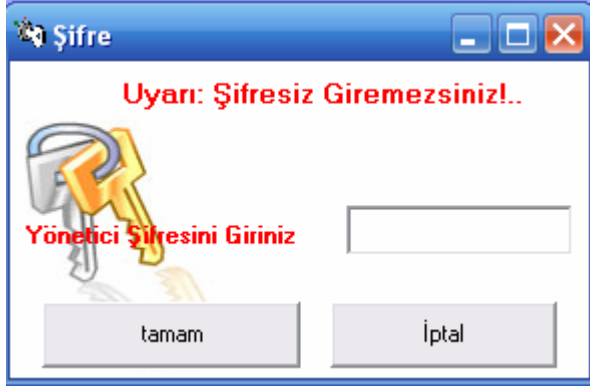 Şifre
Uyarı: Şifresiz Giremezsiniz!..
Yönetici Şifresini Giriniz
tamam
İptal